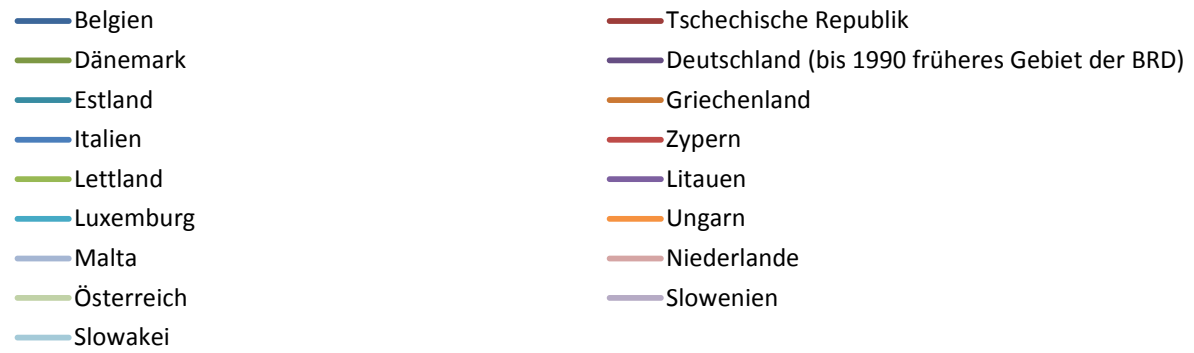 Belgien
Tschechische Republik
Dänemark
Deutschland (bis 1990 früheres Gebiet der BRD)
Estland
Griechenland
Italien
Zypern
Lettland
Litauen
Luxemburg
Ungarn
Malta
Niederlande
Österreich
Slowenien
Slowakei